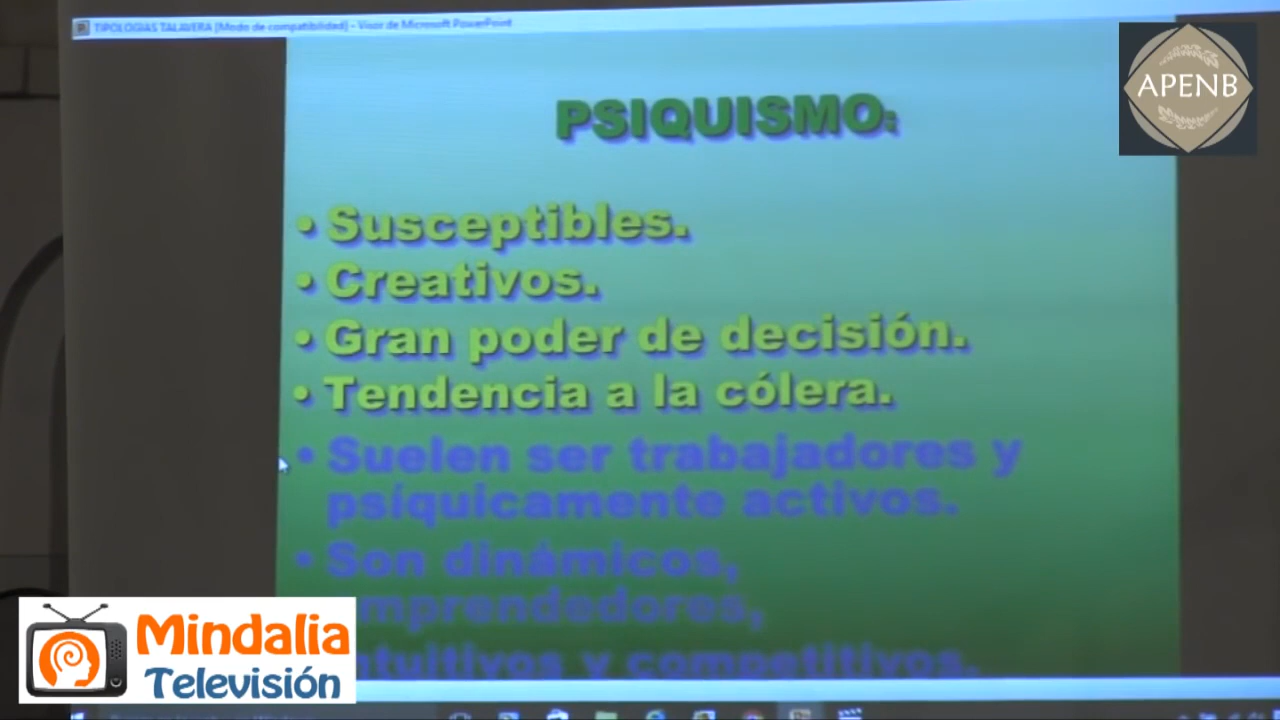 TIPOLOGIAS TALAVERA [Modo de compatibilidad] - Visor de Microsoft PowerPoint
APENB
PSIQUISMO:
• Susceptibles.
• Creativos.
• Gran poder de decisión.
• Tendencia a la cólera.
• Suelen ser trabajadores y
psíquicamente activos.
• Son dinámicos,
emprendedores,
intuitivos y competitivos.
Mindalia
Televisión